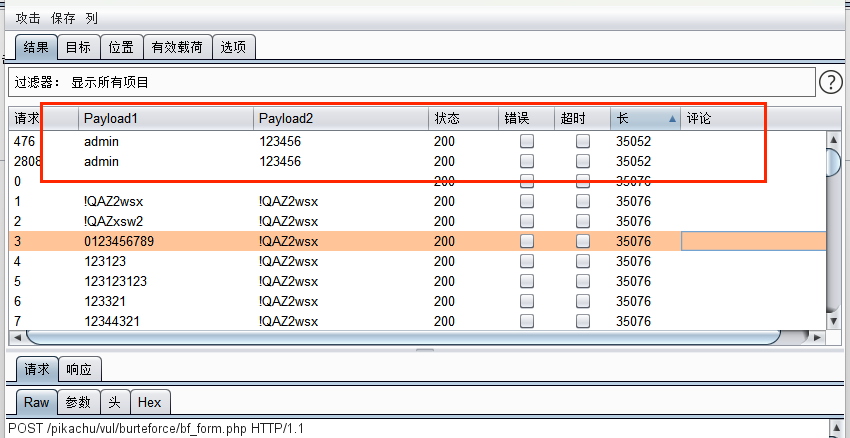 攻击 保存 列
结果 目标 位置 有效载荷 选项
过滤器： 显示所有项目 ?
请求 Payload1 Payload2 状态 错误 超时 长 ▲ 评论
476 admin 123456 200 35052
2808 admin 123456 200 35052
0 200 35076
1 !QAZ2wsx !QAZ2wsx 200 35076
2 !QAZxsw2 !QAZ2wsx 200 35076
3 0123456789 !QAZ2wsx 200 35076
4 123123 !QAZ2wsx 200 35076
5 123123123 !QAZ2wsx 200 35076
6 123321 !QAZ2wsx 200 35076
7 12344321 !QAZ2wsx 200 35076
请求 响应
Raw 参数 头 Hex
POST /pikachu/vul/burteforce/bf_form.php HTTP/1.1